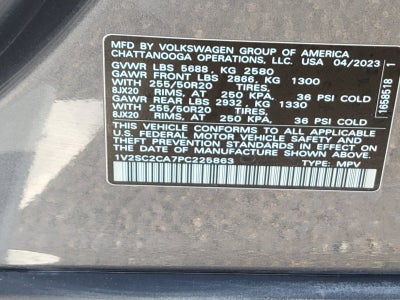 MFD BY VOLKSWAGEN GROUP OF AMERICA
CHATTANOOGA OPERATIONS, LLC. USA 04/2023
GVWR LBS 5688, KG 2580
GAWR FRONT LBS 2866, KG 1300
WITH 255/50R20 TIRES,
8JX20 RIMS, AT 250 KPA, 36 PSI COLD
GAWR REAR LBS 2932, KG 1330
WITH 255/50R20 TIRES,
8JX20 RIMS, AT 250 KPA, 36 PSI COLD
THIS VEHICLE CONFORMS TO ALL APPLICABLE
U.S. FEDERAL MOTOR VEHICLE SAFETY AND
THEFT PREVENTION STANDARDS IN EFFECT ON
THE DATE OF MANUFACTURE SHOWN ABOVE.
1V2SC2CA7PC225863 TYPE: MPV
1658518 1